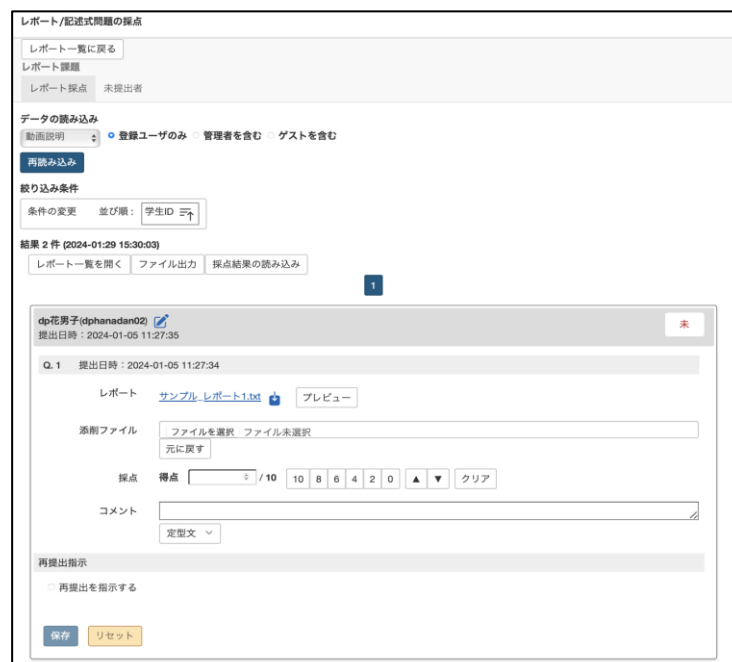 レポート/記述式問題の採点
レポート一覧に戻る
レポート課題
レポート採点 未提出者
データの読み込み
動画説明 登録ユーザのみ 管理者を含む ゲストを含む
再読み込み
絞り込み条件
条件の変更 並び順: 学生ID
結果 2 件 (2024-01-29 15:30:03)
レポート一覧を開く ファイル出力 採点結果の読み込み
1
dp花男子(dphanadan02)
未
提出日時:2024-01-05 11:27:35
Q. 1 提出日時:2024-01-05 11:27:34
レポート サンプル_レポート1.txt プレビュー
添削ファイル ファイルを選択 ファイル未選択
元に戻す
採点 得点 / 10 10 8 6 4 2 0 ▲ ▼ クリア
コメント
定型文
再提出指示
再提出を指示する
保存 リセット